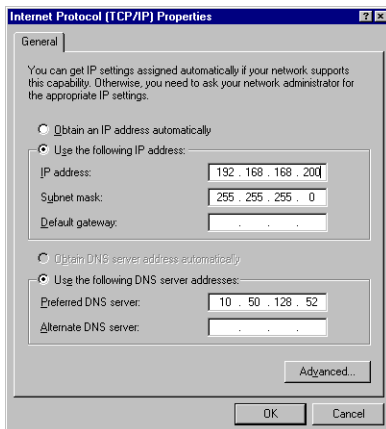 Internet Protocol (TCP/IP) Properties
General
You can get IP settings assigned automatically if your network supports
this capability. Otherwise, you need to ask your network administrator for
the appropriate IP settings.
Obtain an IP address automatically
Use the following IP address:
IP address: 192 . 168 . 168 . 200
Subnet mask: 255 . 255 . 255 . 0
Default gateway: . . .
Obtain DNS server address automatically
Use the following DNS server addresses:
Preferred DNS server: 10 . 50 . 128 . 52
Alternate DNS server: . . .
Advanced...
OK Cancel